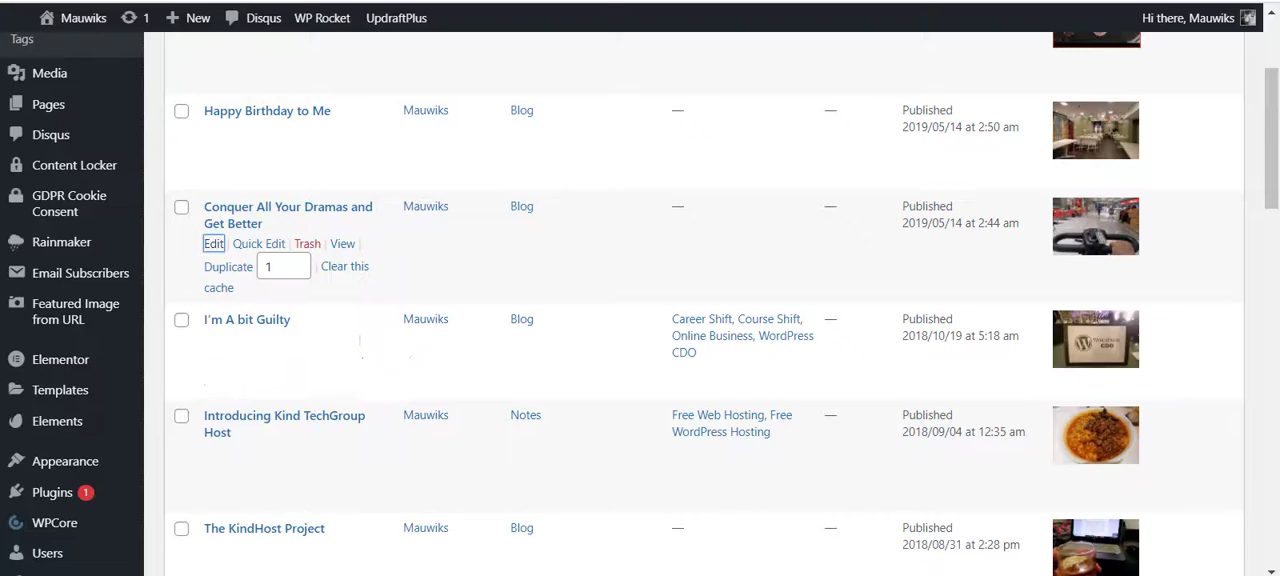 Mauwiks 1 New Disqus WP Rocket UpdraftPlus Hi there, Mauwiks
Tags
Media
Pages
Disqus
Content Locker
GDPR Cookie
Consent
Rainmaker
Email Subscribers
Featured Image
from URL
Elementor
Templates
Elements
Appearance
Plugins 1
WPCore
Users
Happy Birthday to Me Mauwiks Blog — — Published
2019/05/14 at 2:50 am
Conquer All Your Dramas and Mauwiks Blog — — Published
Get Better 2019/05/14 at 2:44 am
Edit | Quick Edit | Trash | View |
Duplicate 1 | Clear this
cache
I'm A bit Guilty Mauwiks Blog Career Shift, Course Shift, — Published
Online Business, WordPress 2018/10/19 at 5:18 am
CDO
WordPress
CDO
Introducing Kind TechGroup Mauwiks Notes Free Web Hosting, Free — Published
Host WordPress Hosting 2018/09/04 at 12:35 am
The KindHost Project Mauwiks Blog — — Published
2018/08/31 at 2:28 pm